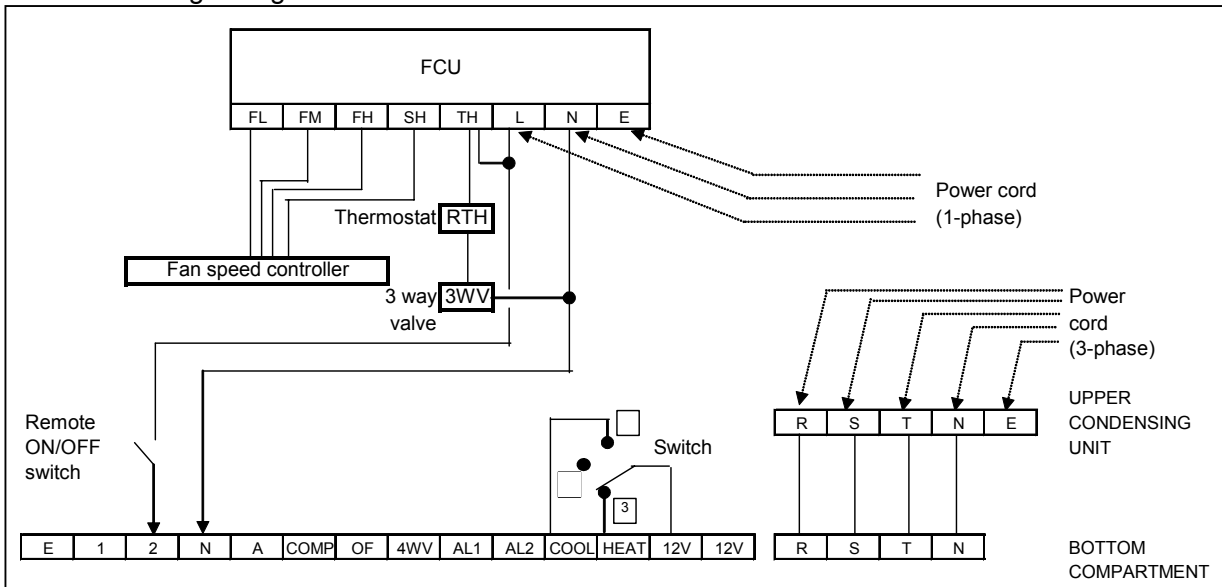 FCU
FL FM FH SH TH L N E
Power cord
(1-phase)
Thermostat RTH
Fan speed controller
3 way 3WV
valve
Power
cord
(3-phase)
UPPER
CONDENSING
UNIT
R S T N E
Remote
ON/OFF
switch
Switch
3
E 1 2 N A COMP OF 4WV AL1 AL2 COOL HEAT 12V 12V
R S T N
BOTTOM
COMPARTMENT